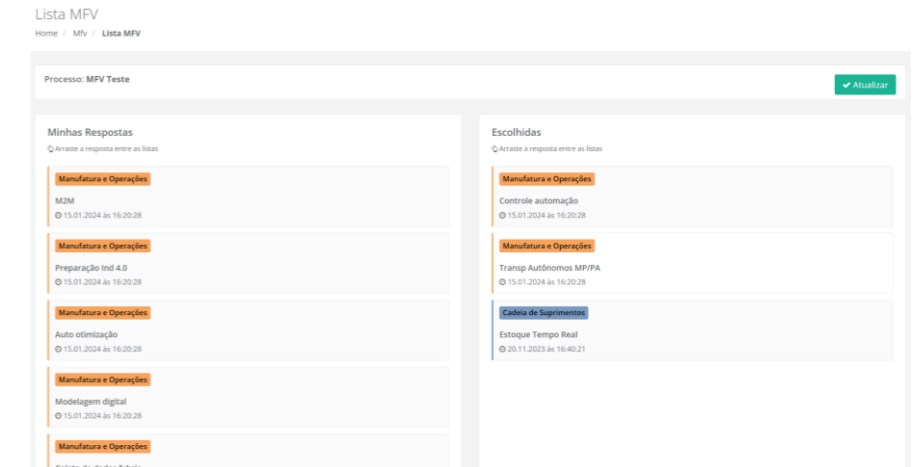 Lista MFV
Home / Mfv / Lista MFV
Processo: MFV Teste
Atualizar
Minhas Respostas
Arraste a resposta entre as listas
Manufatura e Operações
M2M
15.01.2024 às 16:20:28
Manufatura e Operações
Preparação Ind 4.0
15.01.2024 às 16:20:28
Manufatura e Operações
Auto otimização
15.01.2024 às 16:20:28
Manufatura e Operações
Modelagem digital
15.01.2024 às 16:20:28
Manufatura e Operações
Escolhidas
Arraste a resposta entre as listas
Manufatura e Operações
Controle automação
15.01.2024 às 16:20:28
Manufatura e Operações
Transp Autônomos MP/PA
15.01.2024 às 16:20:28
Cadeia de Suprimentos
Estoque Tempo Real
20.11.2023 às 16:40:21